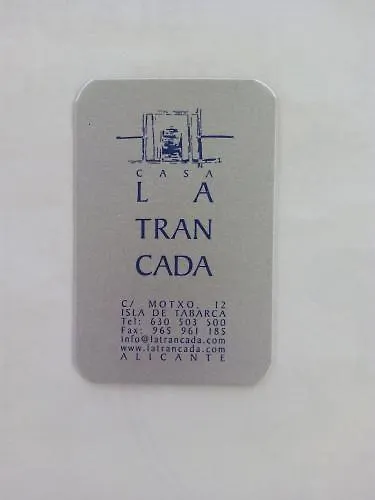 CASA
LA
TRAN
CADA
C/ MOTXO, 12
ISLA DE TABARCA
Tel: 630 503 500
Fax: 965 961 185
info@latrancada.com
www.latrancada.com
ALICANTE